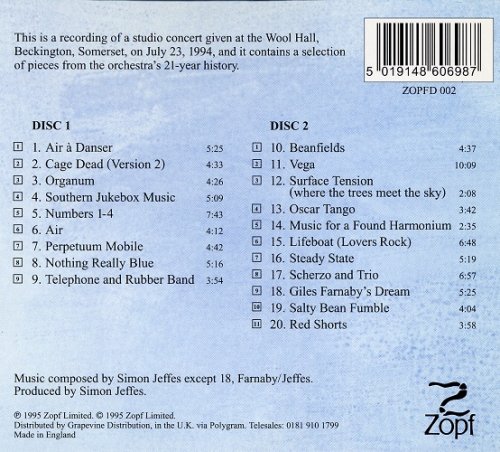 This is a recording of a studio concert given at the Wool Hall,
Beckington, Somerset, on July 23, 1994, and it contains a selection
of pieces from the orchestra's 21-year history.
5 019148 606987
ZOPFD 002
DISC 1
1 1. Air à Danser 5:25
2 2. Cage Dead (Version 2) 4:33
3 3. Organum 4:26
4 4. Southern Jukebox Music 5:09
5 5. Numbers 1-4 7:43
6 6. Air 4:12
7 7. Perpetuum Mobile 4:42
8 8. Nothing Really Blue 5:16
9 9. Telephone and Rubber Band 3:54
DISC 2
1 10. Beanfields 4:37
2 11. Vega 10:09
3 12. Surface Tension
(where the trees meet the sky) 2:08
4 13. Oscar Tango 3:42
5 14. Music for a Found Harmonium 2:35
6 15. Lifeboat (Lovers Rock) 6:48
7 16. Steady State 5:19
8 17. Scherzo and Trio 6:51
9 18. Giles Farnaby's Dream 5:25
10 19. Salty Bean Fumble 4:04
11 20. Red Shorts 3:58
Music composed by Simon Jeffes except 18, Farnaby/Jeffes.
Produced by Simon Jeffes.
℗ 1995 Zopf Limited. © 1995 Zopf Limited.
Distributed by Grapevine Distribution, in the U.K. via Polygram. Telesales: 0181 910 1799
Made in England
Zopf